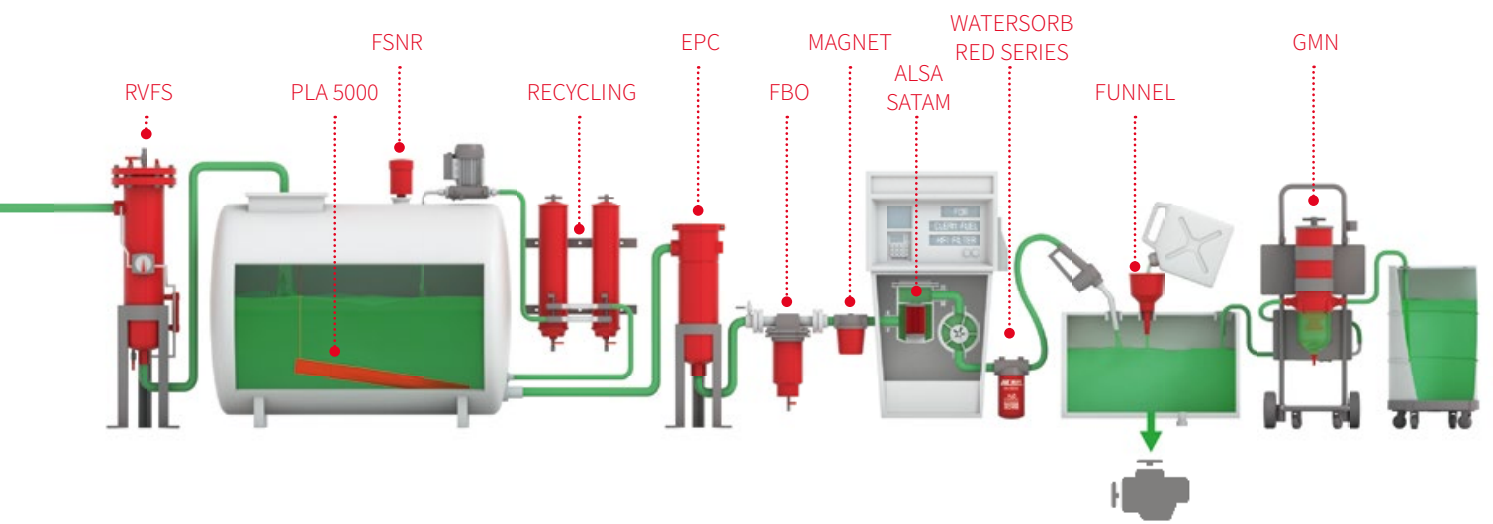 WATERSORB
RED SERIES
FSNR
EPC
MAGNET
GMN
ALSA
SATAM
RVFS
PLA 5000
RECYCLING
FBO
FUNNEL
FOR
CLEAN FUEL
HIFI FILTER